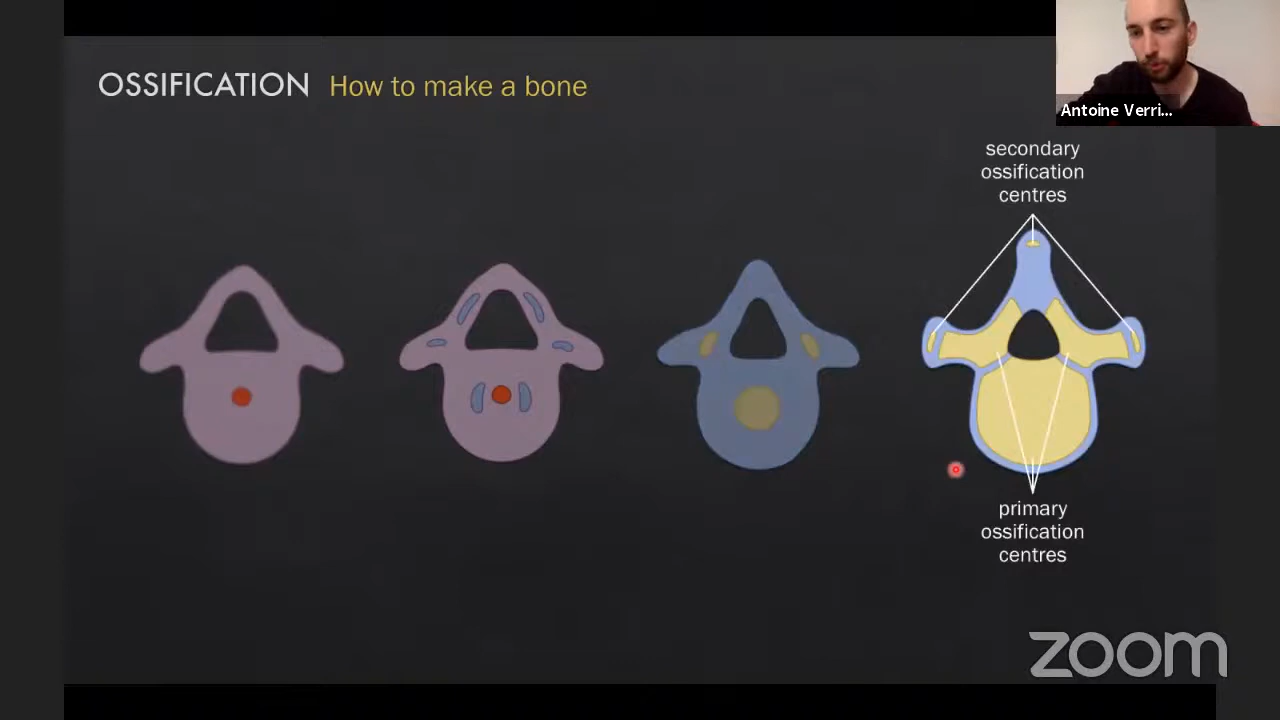 OSSIFICATION How to make a bone
Antoine Verri...
secondary
ossification
centres
primary
ossification
centres
zoom